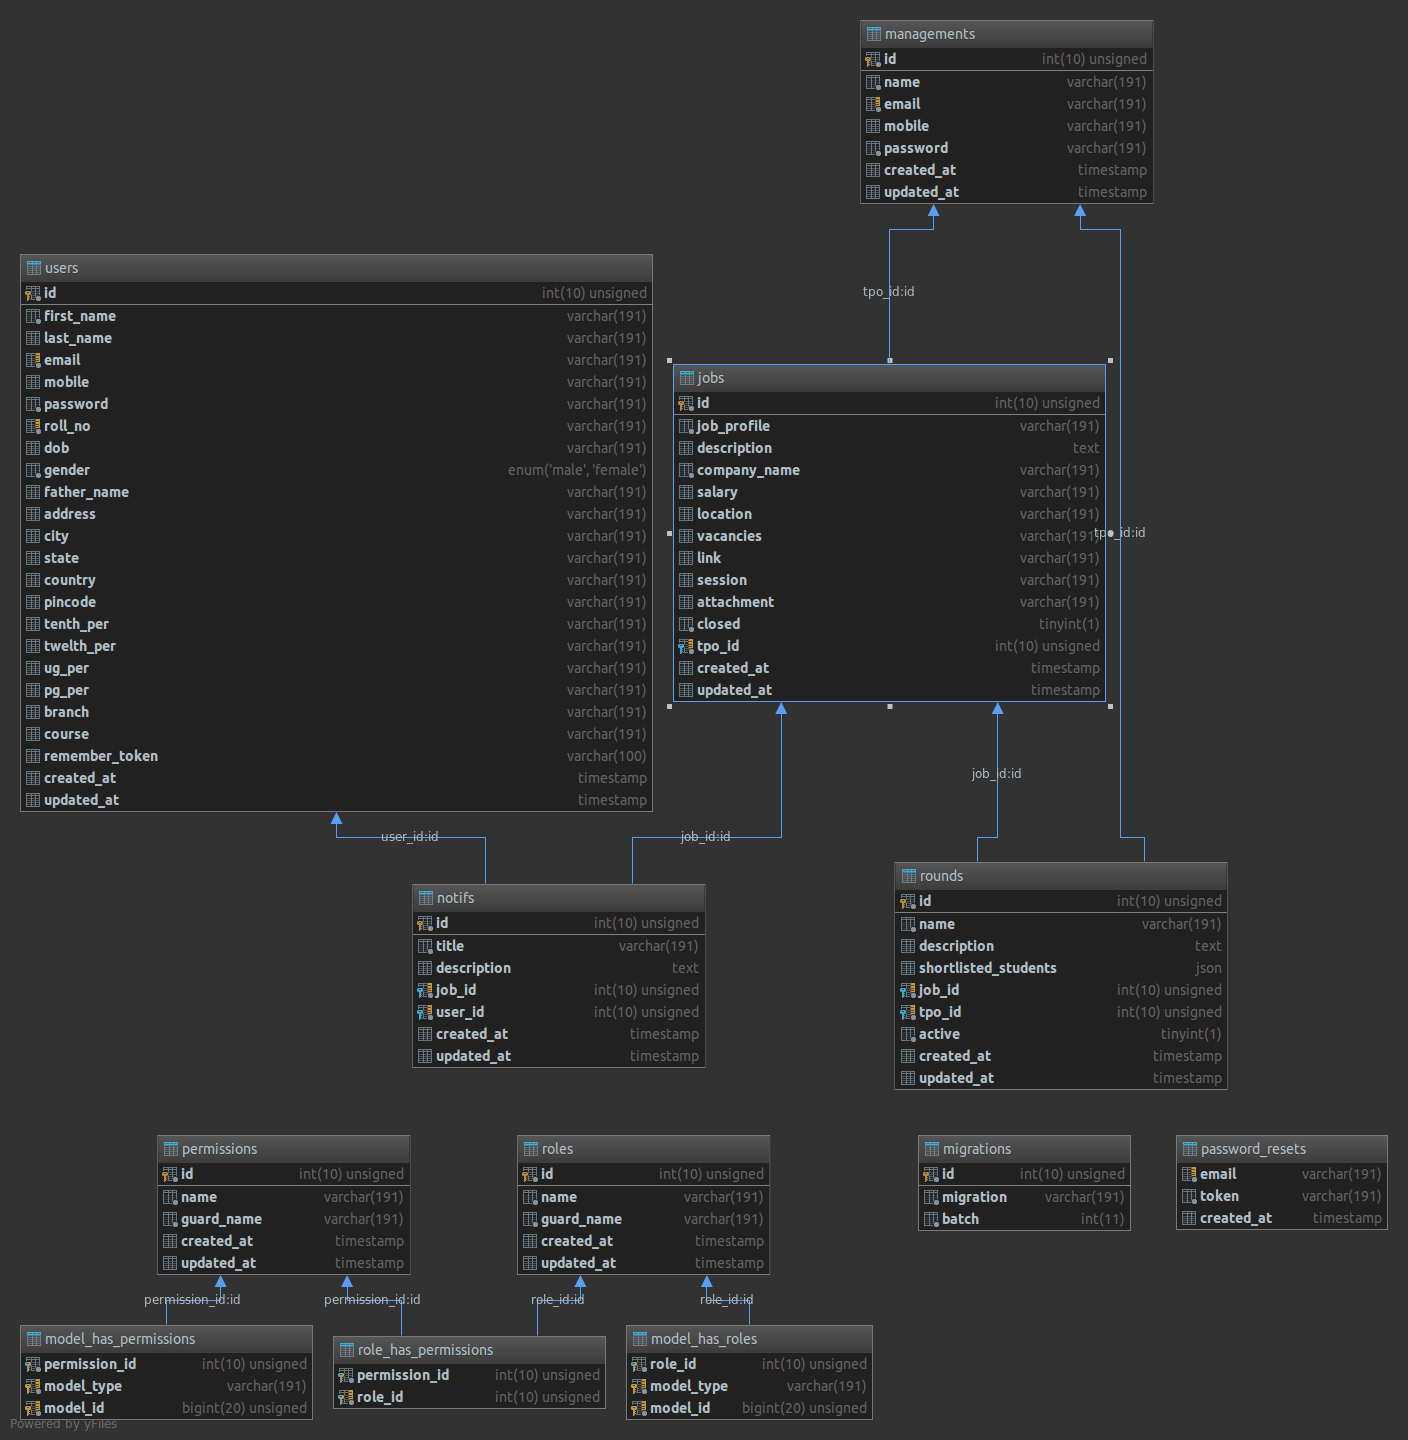 managements
id int(10) unsigned
name varchar(191)
email varchar(191)
mobile varchar(191)
password varchar(191)
created_at timestamp
updated_at timestamp
tpo_id:id
users
id int(10) unsigned
first_name varchar(191)
last_name varchar(191)
email varchar(191)
mobile varchar(191)
password varchar(191)
roll_no varchar(191)
dob varchar(191)
gender enum('male', 'female')
father_name varchar(191)
address varchar(191)
city varchar(191)
state varchar(191)
country varchar(191)
pincode varchar(191)
tenth_per varchar(191)
twelth_per varchar(191)
ug_per varchar(191)
pg_per varchar(191)
branch varchar(191)
course varchar(191)
remember_token varchar(100)
created_at timestamp
updated_at timestamp
jobs
id int(10) unsigned
job_profile varchar(191)
description text
company_name varchar(191)
salary varchar(191)
location varchar(191)
vacancies varchar(191)
link varchar(191)
session varchar(191)
attachment varchar(191)
closed tinyint(1)
tpo_id int(10) unsigned
created_at timestamp
updated_at timestamp
tpo_id:id
job_id:id
user_id:id
job_id:id
notifs
id int(10) unsigned
title varchar(191)
description text
job_id int(10) unsigned
user_id int(10) unsigned
created_at timestamp
updated_at timestamp
rounds
id int(10) unsigned
name varchar(191)
description text
shortlisted_students json
job_id int(10) unsigned
tpo_id int(10) unsigned
active tinyint(1)
created_at timestamp
updated_at timestamp
permissions
id int(10) unsigned
name varchar(191)
guard_name varchar(191)
created_at timestamp
updated_at timestamp
roles
id int(10) unsigned
name varchar(191)
guard_name varchar(191)
created_at timestamp
updated_at timestamp
migrations
id int(10) unsigned
migration varchar(191)
batch int(11)
password_resets
email varchar(191)
token varchar(191)
created_at timestamp
permission_id:id
permission_id:id
role_id:id
role_id:id
model_has_permissions
permission_id int(10) unsigned
model_type varchar(191)
model_id bigint(20) unsigned
role_has_permissions
permission_id int(10) unsigned
role_id int(10) unsigned
model_has_roles
role_id int(10) unsigned
model_type varchar(191)
model_id bigint(20) unsigned
Powered by yFiles